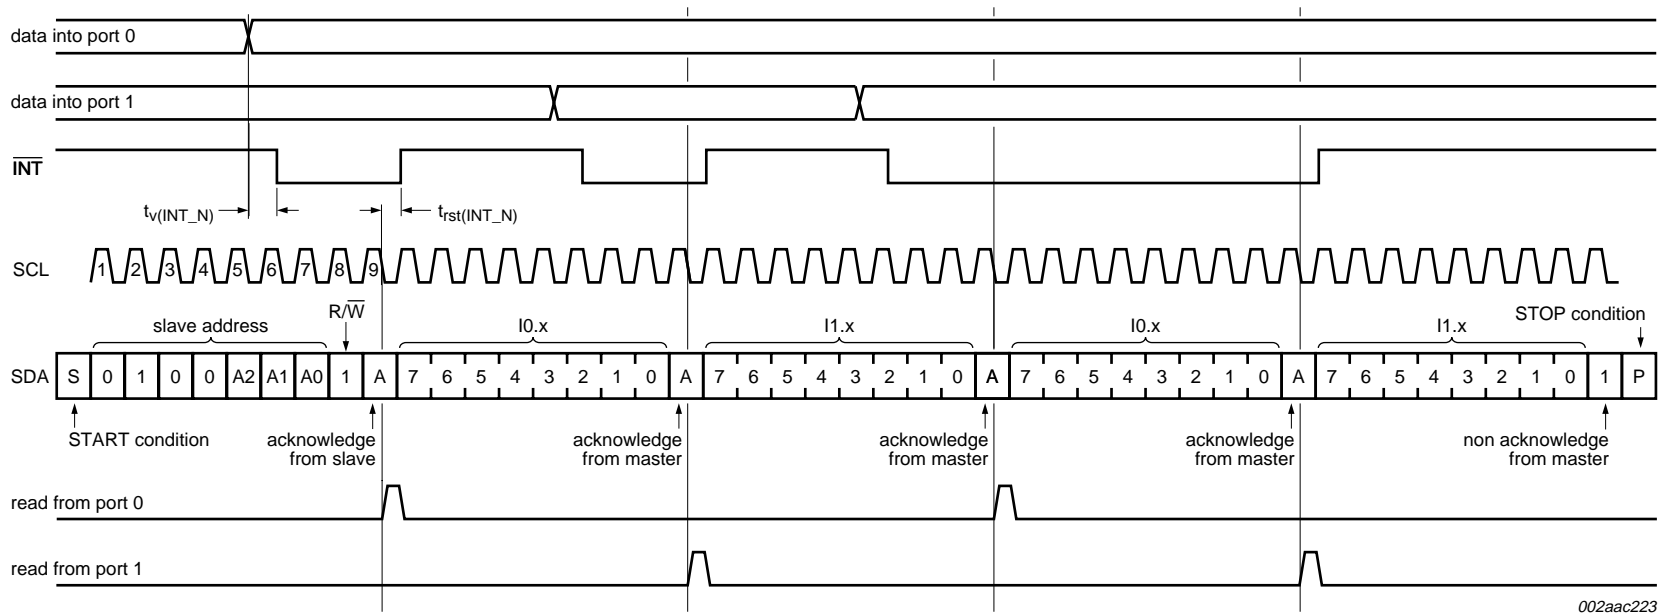 data into port 0
data into port 1
INT
tv(INT_N)
trst(INT_N)
SCL
1 2 3 4 5 6 7 8 9
R/W
slave address
I0.x
I1.x
I0.x
I1.x
STOP condition
SDA
S 0 1 0 0 A2 A1 A0 1 A 7 6 5 4 3 2 1 0 A 7 6 5 4 3 2 1 0 A 7 6 5 4 3 2 1 0 A 7 6 5 4 3 2 1 0 1 P
START condition
acknowledge
from slave
acknowledge
from master
acknowledge
from master
acknowledge
from master
non acknowledge
from master
read from port 0
read from port 1
002aac223